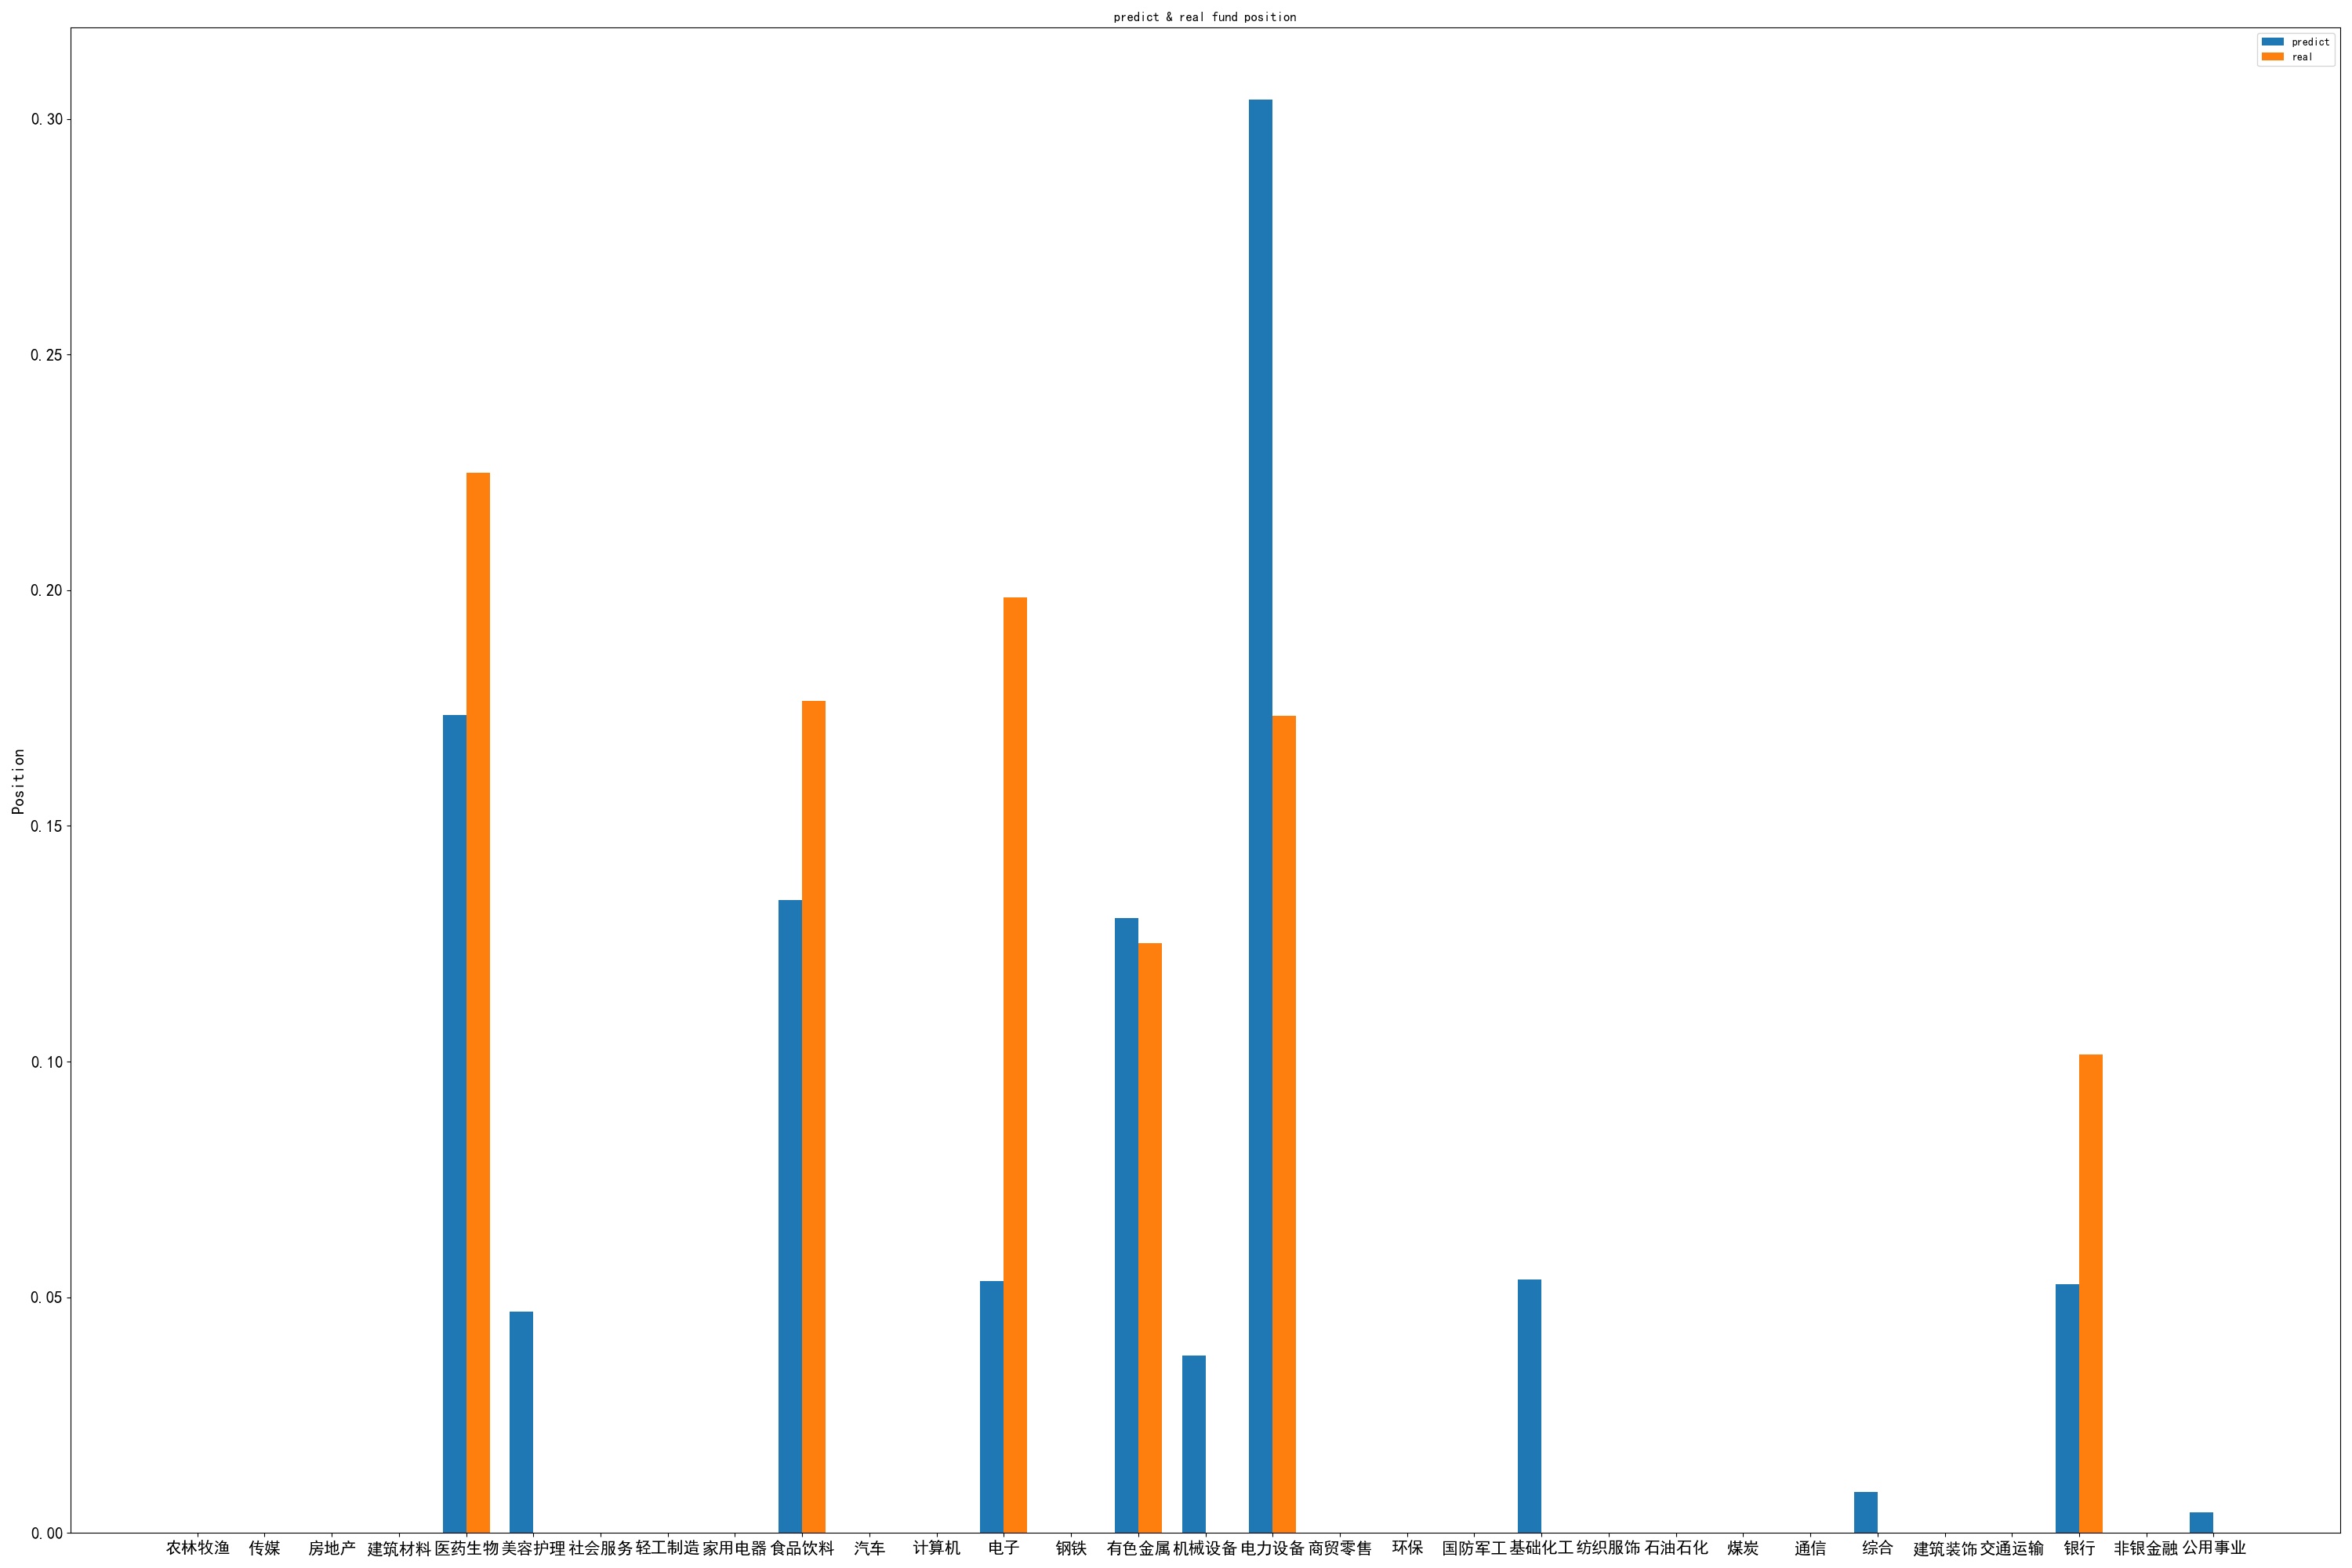 predict & real fund position
predict
real
0.30
0.25
0.20
0.15
0.10
0.05
0.00
Position
农林牧渔 传媒 房地产 建筑材料 医药生物 美容护理 社会服务 轻工制造 家用电器 食品饮料 汽车 计算机 电子 钢铁 有色金属 机械设备 电力设备 商贸零售 环保 国防军工 基础化工 纺织服饰 石油石化 煤炭 通信 综合 建筑装饰 交通运输 银行 非银金融 公用事业